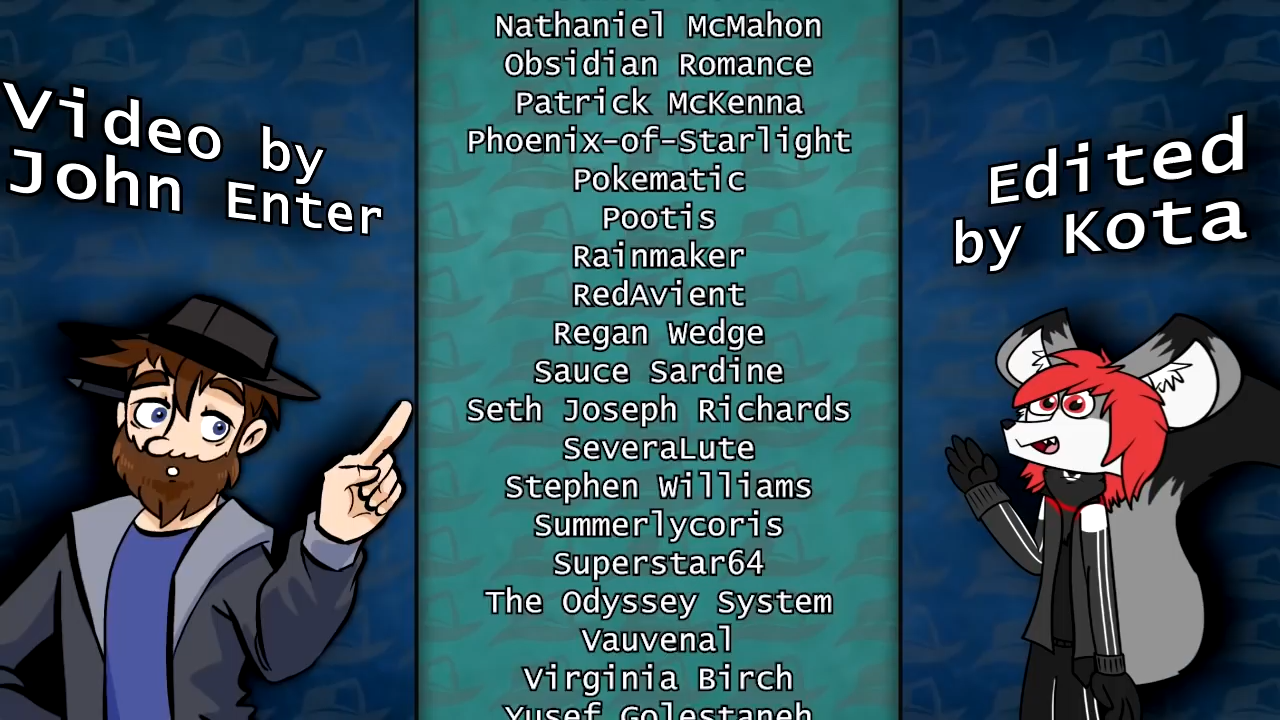 Video by
John Enter
Nathaniel McMahon
Obsidian Romance
Patrick McKenna
Phoenix-of-Starlight
Pokematic
Pootis
Rainmaker
RedAvient
Regan Wedge
Sauce Sardine
Seth Joseph Richards
SeveraLute
Stephen Williams
Summerlycoris
Superstar64
The Odyssey System
Vauvenal
Virginia Birch
Yusef Golestaneh
Edited
by Kota